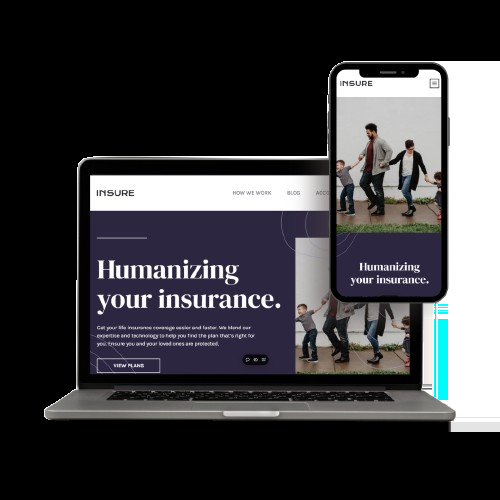 INSURE
HOW WE WORK BLOG
Humanizing
your insurance.
Get your life insurance coverage easier and faster. We blend our
expertise and technology to help you find the plan that's right for
you. Ensure you and your loved ones are protected.
VIEW PLANS
INSURE
Humanizing
your insurance.